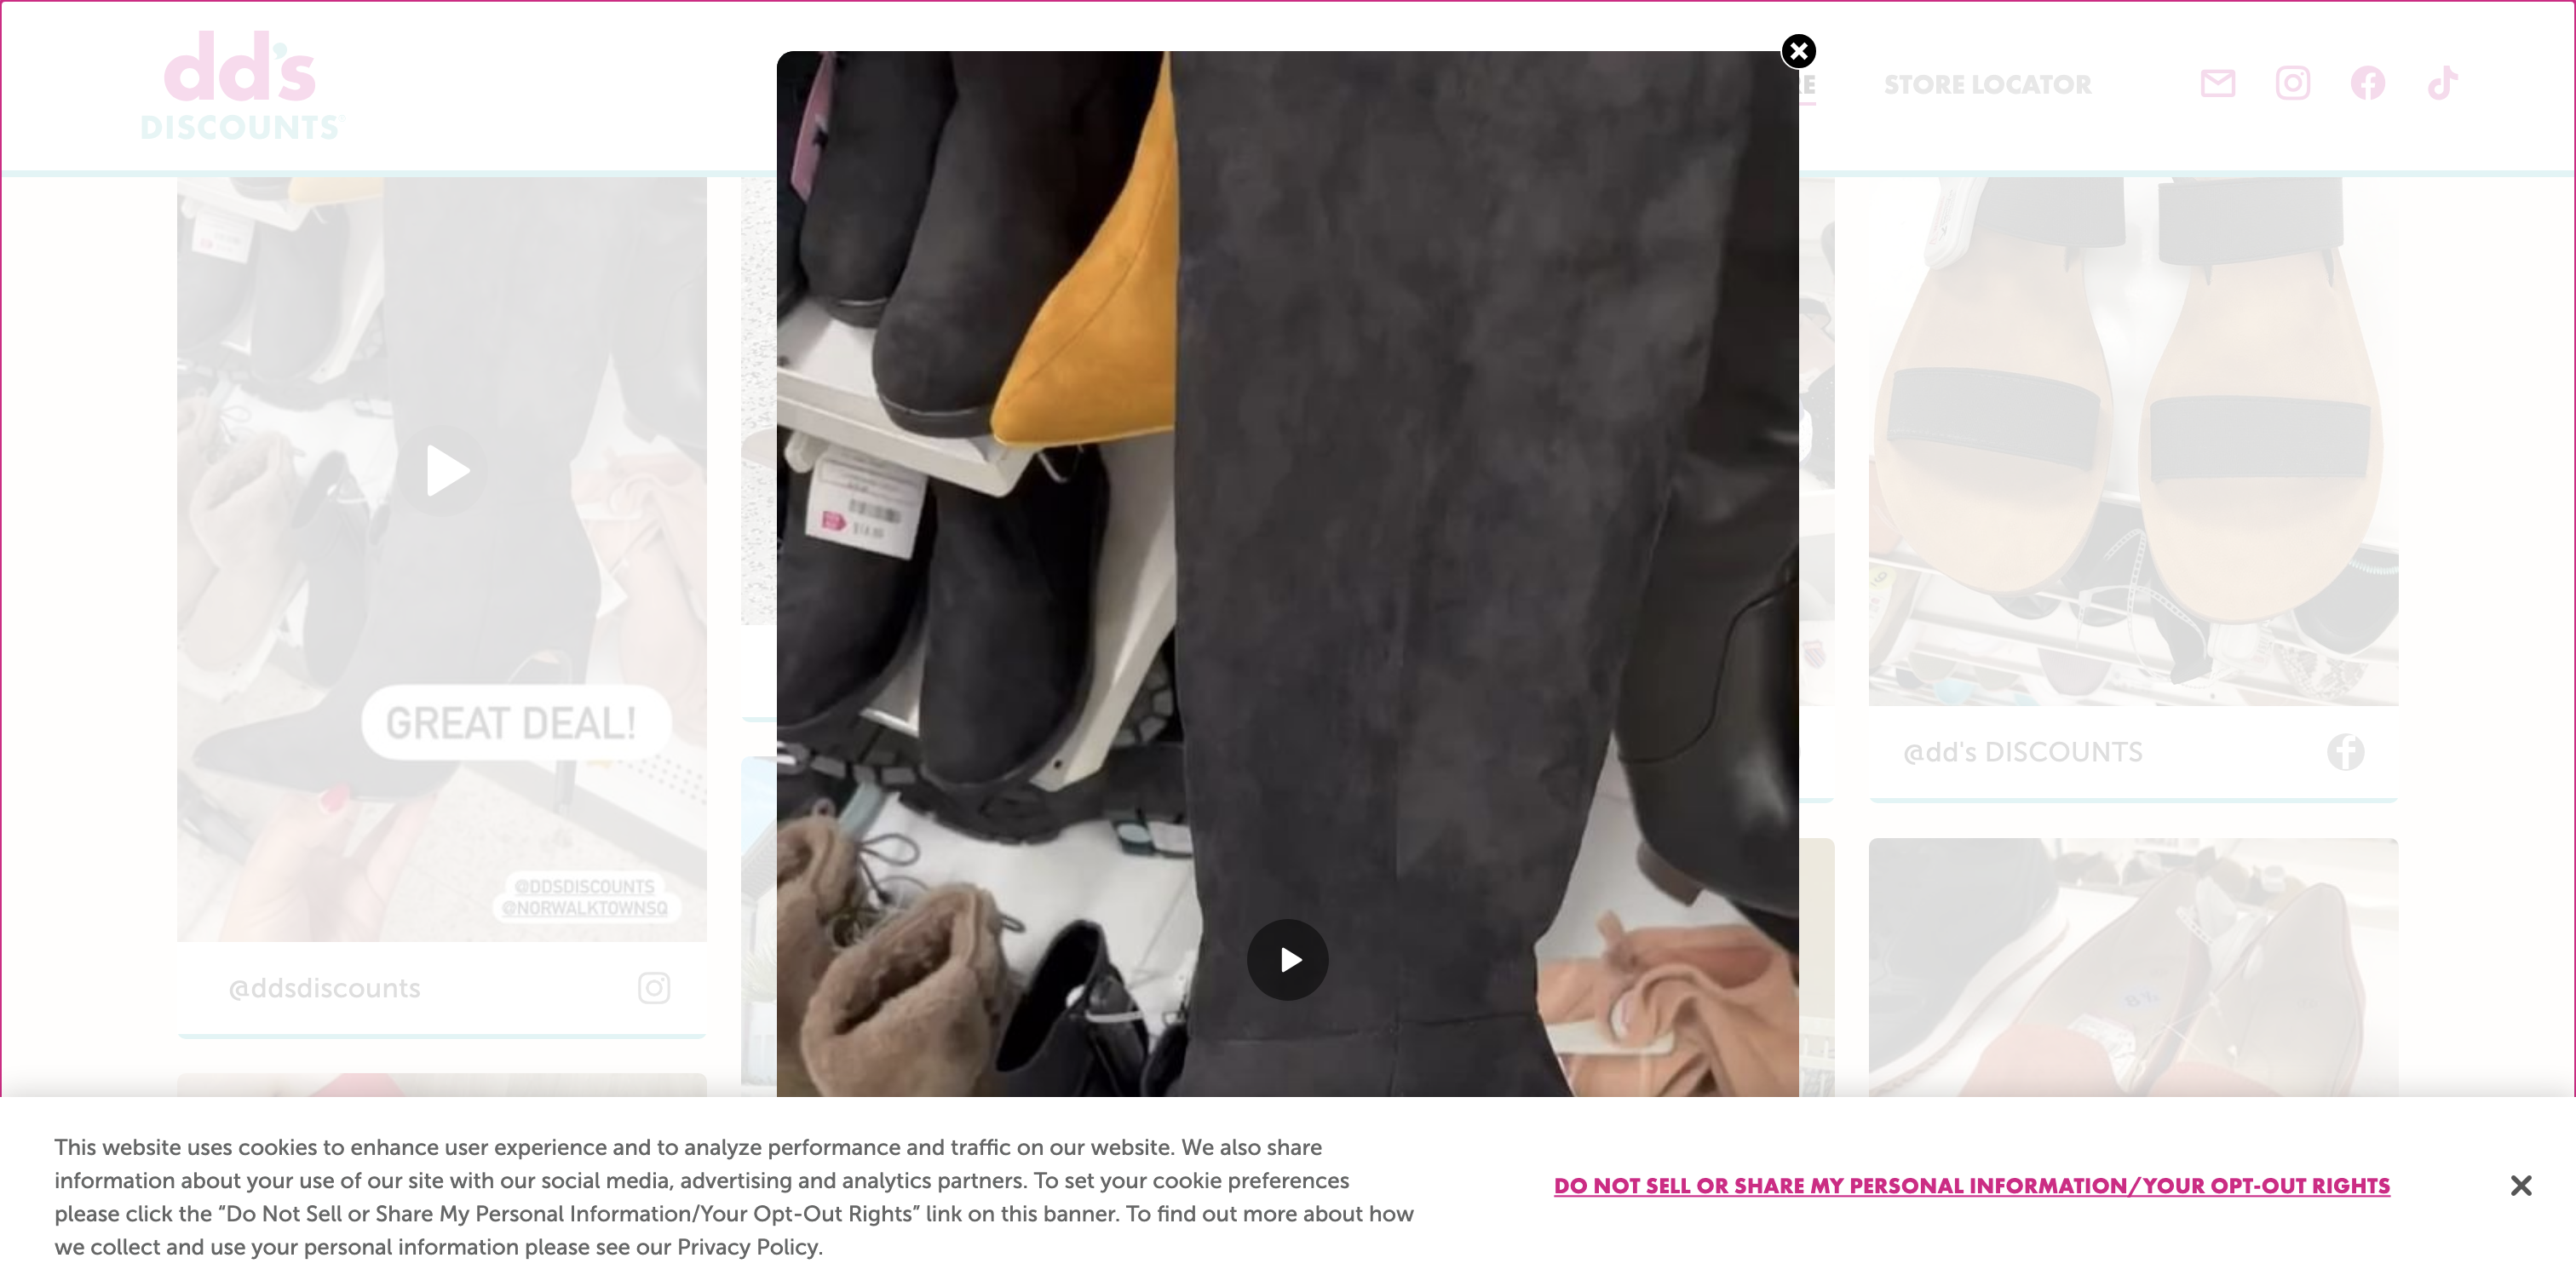 dd's
DISCOUNTS
RE
STORE LOCATOR
GREAT DEAL!
@DDSDISCOUNTS
@NORWALKTOWNSQ
@ddsdiscounts
@dd's DISCOUNTS
This website uses cookies to enhance user experience and to analyze performance and traffic on our website. We also share
information about your use of our site with our social media, advertising and analytics partners. To set your cookie preferences
please click the “Do Not Sell or Share My Personal Information/Your Opt-Out Rights” link on this banner. To find out more about how
we collect and use your personal information please see our Privacy Policy.
DO NOT SELL OR SHARE MY PERSONAL INFORMATION/YOUR OPT-OUT RIGHTS